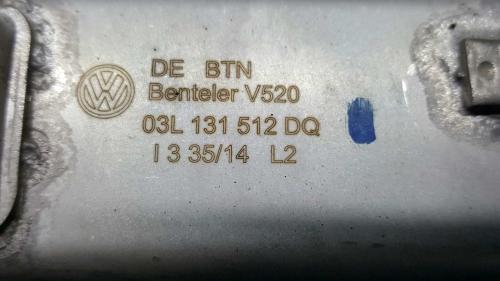 DE BTN
Benteler V520
03L 131 512 DQ
I 3 35/14 L2